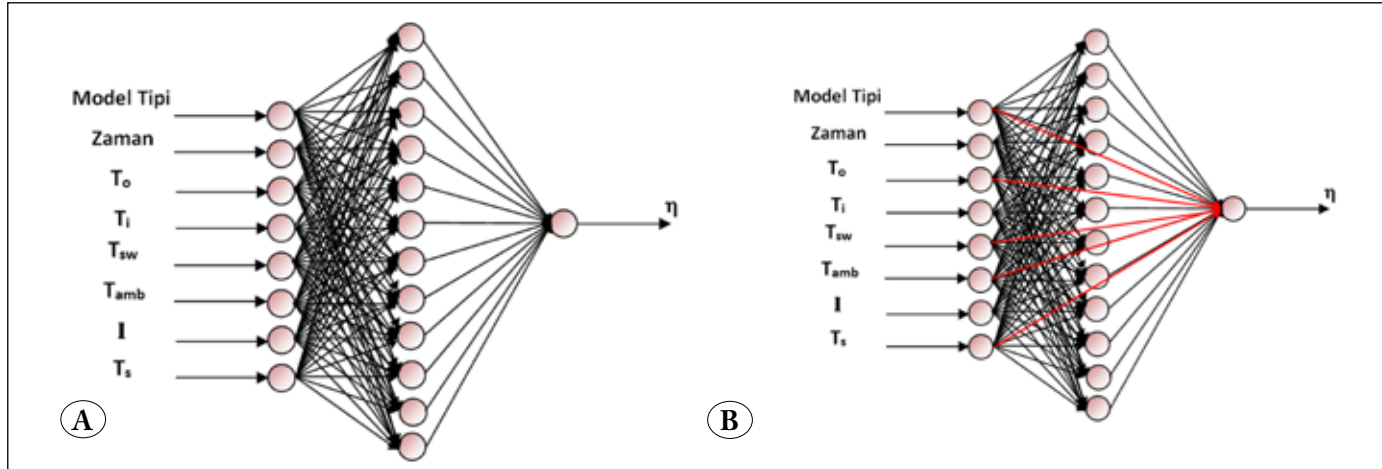 Model Tipi
Zaman
To
Ti
Tsw
Tamb
I
Ts
η
A
Model Tipi
Zaman
To
Ti
Tsw
Tamb
I
Ts
η
B